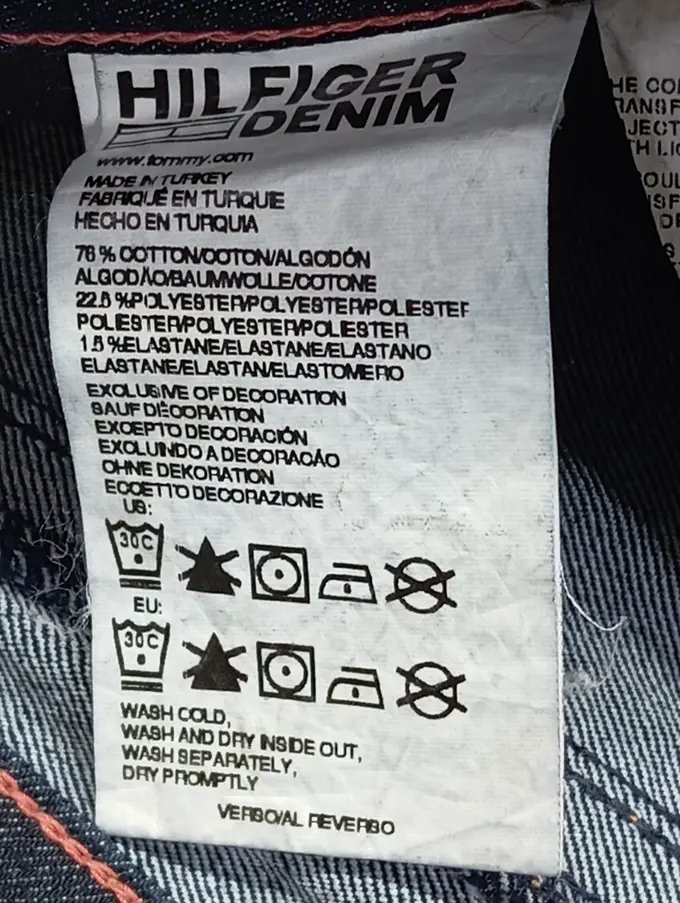 HILFIGER
DENIM
www.tommy.com
MADE IN TURKEY
FABRIQUÉ EN TURQUIE
HECHO EN TURQUIA
76 % COTTON/COTON/ALGODÓN
ALGODÃO/BAUMWOLLE/COTONE
22.5 %POLYESTER/POLYESTER/POLIESTER
POLIESTER/POLYESTER/POLIESTER
1.5 %ELASTANE/ELASTANE/ELASTANO
ELASTANE/ELASTAN/ELASTOMERO
EXCLUSIVE OF DECORATION
SAUF DÉCORATION
EXCEPTO DECORACIÓN
EXCLUINDO A DECORACÃO
OHNE DEKORATION
ECCETTO DECORAZIONE
US:
30C
EU:
30C
WASH COLD,
WASH AND DRY INSIDE OUT,
WASH SEPARATELY,
DRY PROMPTLY
VERSO/AL REVERSO